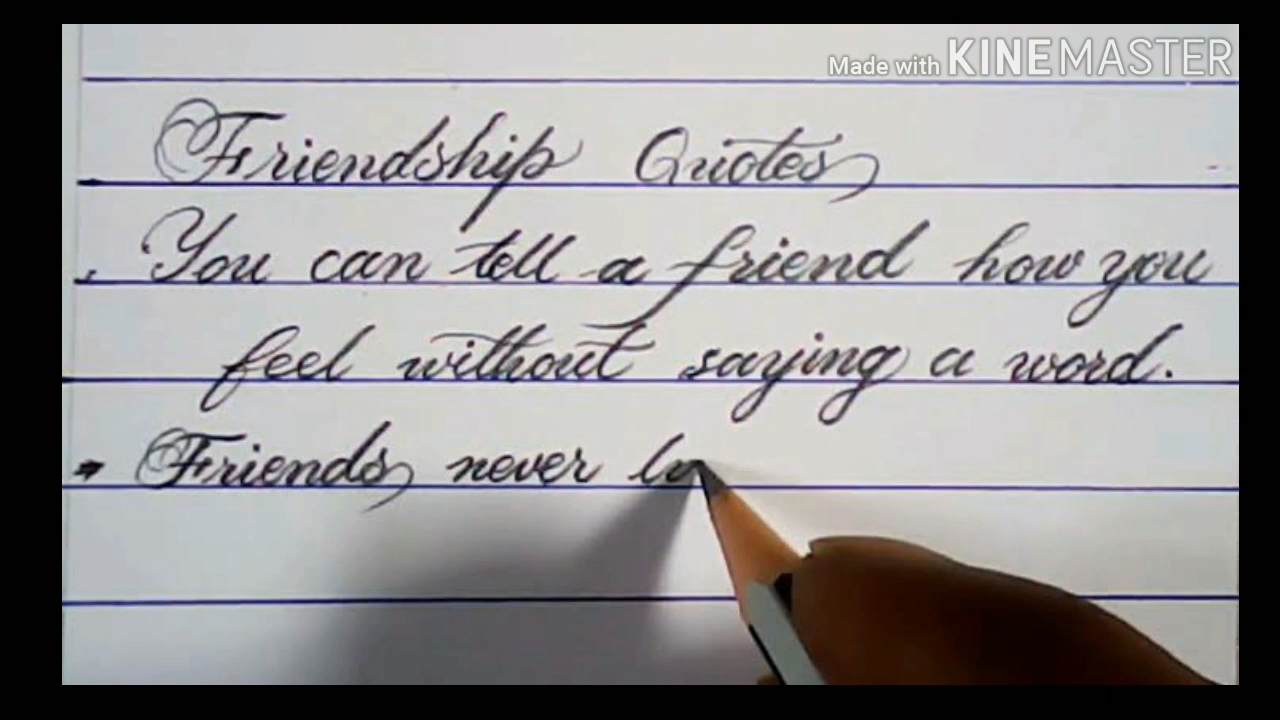 Made with KINEMASTER
Friendship Quotes
You can tell a friend how you
feel without saying a word.
Friends never